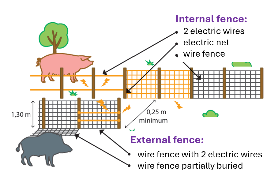 Internal fence:
2 electric wires
electric net
wire fence
1,30 m
0,25 m
minimum
External fence:
wire fence with 2 electric wires
wire fence partially buried